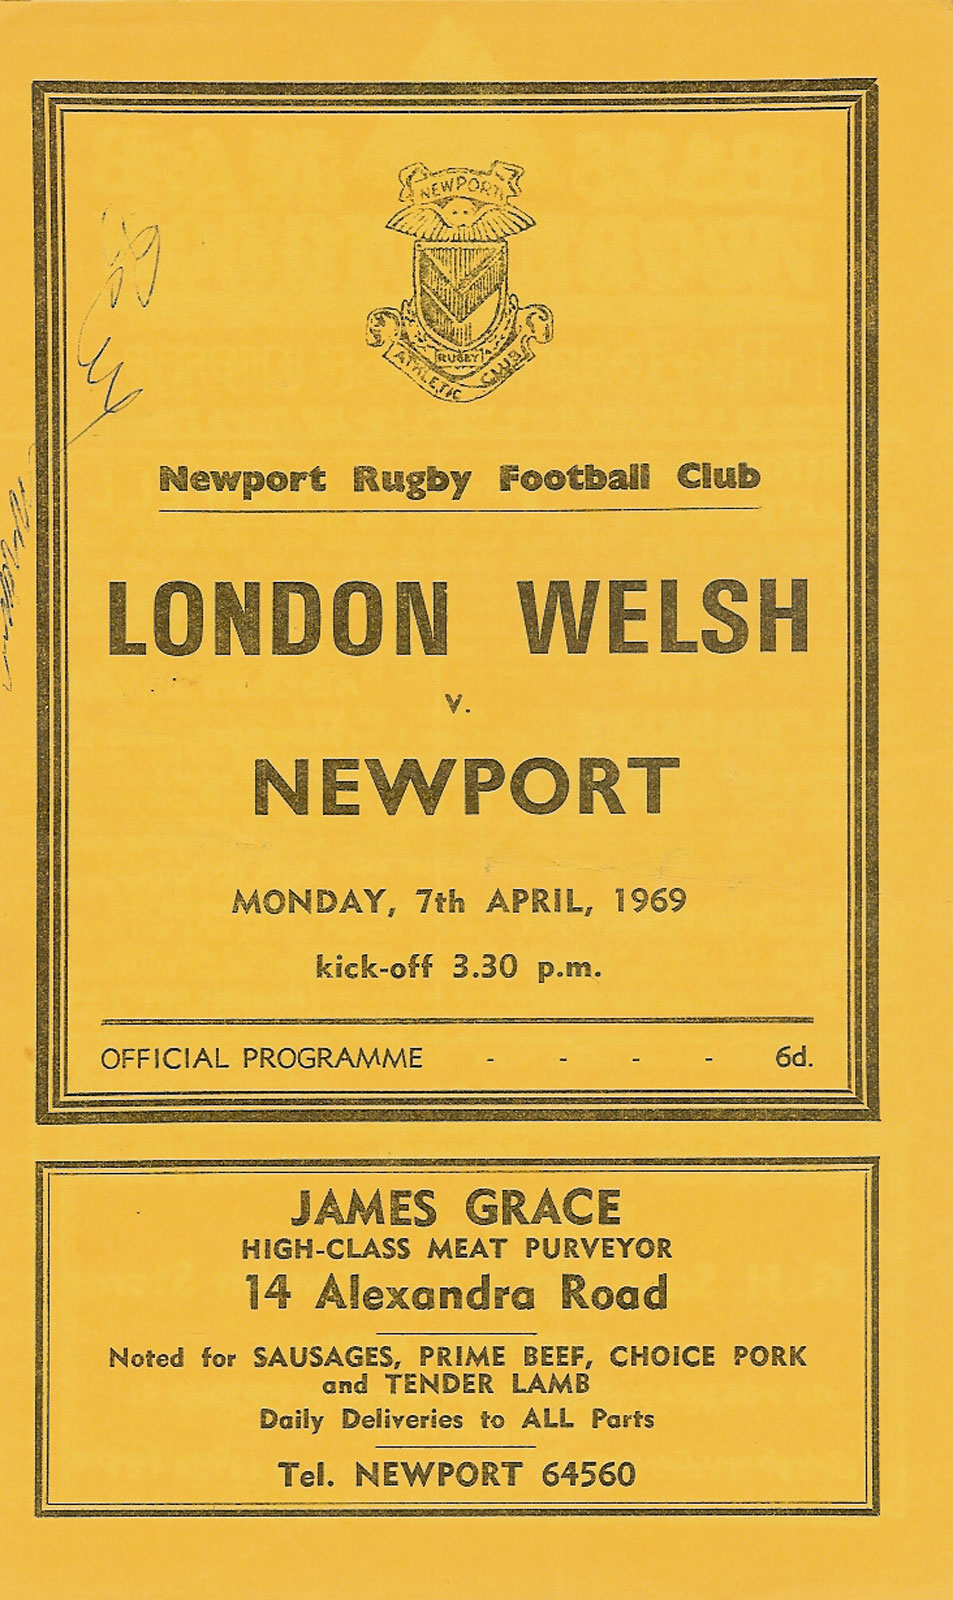 NEWPORT
RUGBY
ATHLETIC CLUB
Newport Rugby Football Club
LONDON WELSH
v.
NEWPORT
MONDAY, 7th APRIL, 1969
kick-off 3.30 p.m.
OFFICIAL PROGRAMME - - - - 6d.
JAMES GRACE
HIGH-CLASS MEAT PURVEYOR
14 Alexandra Road
Noted for SAUSAGES, PRIME BEEF, CHOICE PORK
and TENDER LAMB
Daily Deliveries to ALL Parts
Tel. NEWPORT 64560